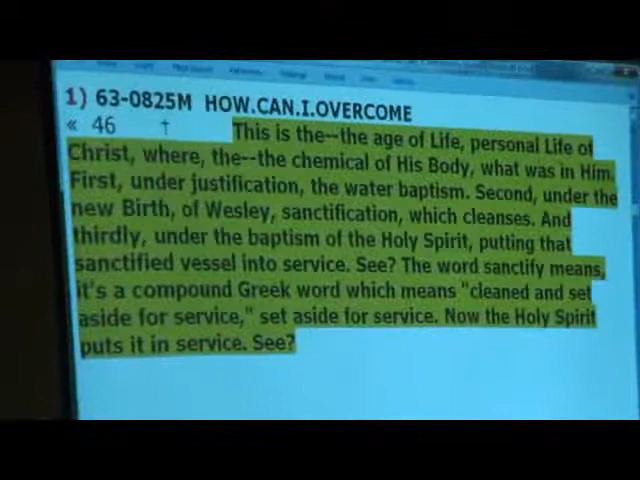 1) 63-0825M HOW.CAN.I.OVERCOME
« 46 † This is the--the age of Life, personal Life of
Christ, where, the--the chemical of His Body, what was in Him.
First, under justification, the water baptism. Second, under the
new Birth, of Wesley, sanctification, which cleanses. And
thirdly, under the baptism of the Holy Spirit, putting that
sanctified vessel into service. See? The word sanctify means,
it's a compound Greek word which means "cleaned and set
aside for service," set aside for service. Now the Holy Spirit
puts it in service. See?